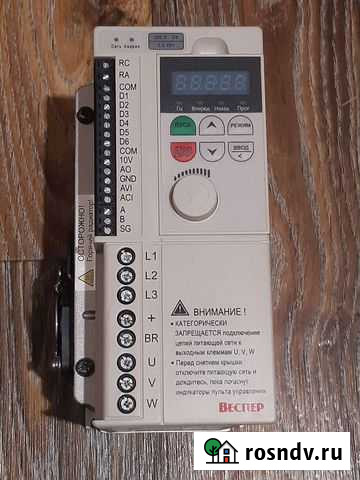 Сеть Авария
RC
RA
COM
D1
D2
D3
D4
D5
D6
COM
10V
AO
GND
AVI
ACI
A
B
SG
Гц Вперед Назад Прог
ПУСК
РЕЖИМ
СТОП
ВВОД
<
ОСТОРОЖНО!
Горячий радиатор!
L1
L2
L3
+
BR
U
V
W
ВНИМАНИЕ !
• КАТЕГОРИЧЕСКИ
ЗАПРЕЩАЕТСЯ подключение
цепей питающей сети к
выходным клеммам U, V, W
• Перед снятием крышки
отключите питающую сеть и
дождитесь, пока погаснут
индикаторы пульта управления.
ВЕСПЕР
rosndv.ru